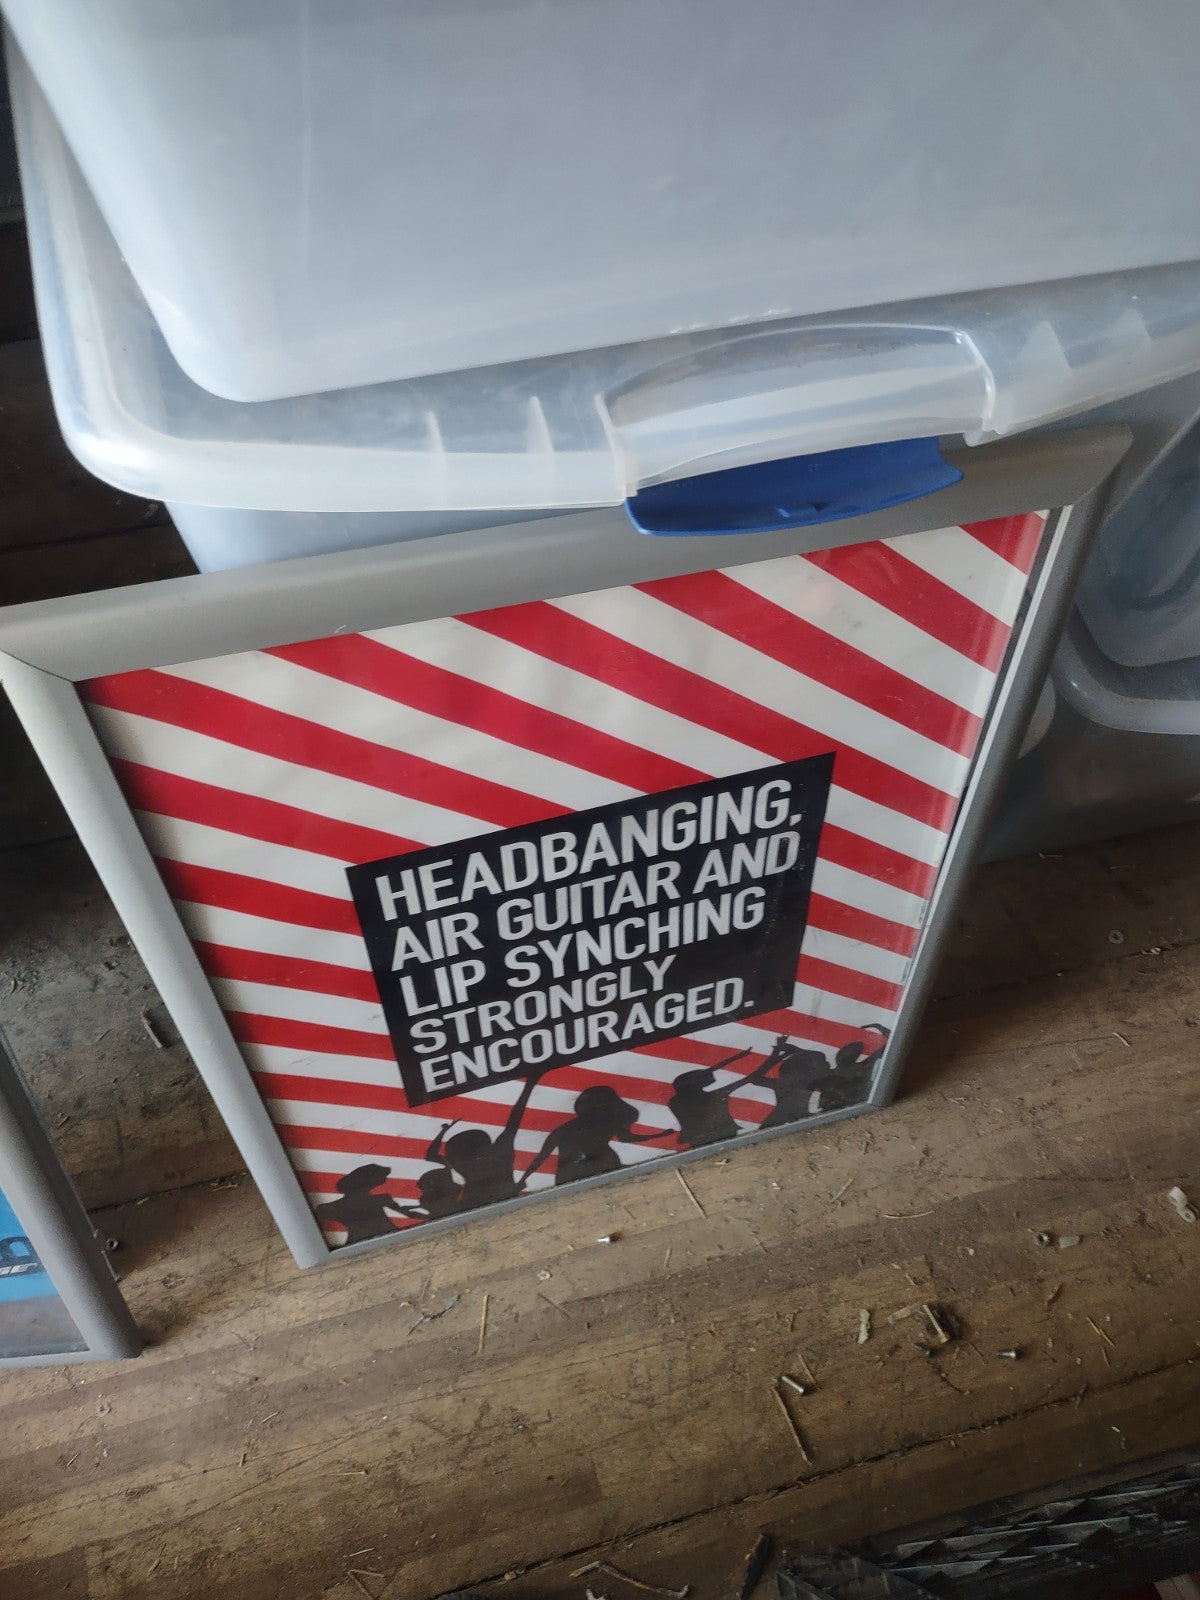 HEADBANGING,
AIR GUITAR AND
LIP SYNCHING
STRONGLY
ENCOURAGED.